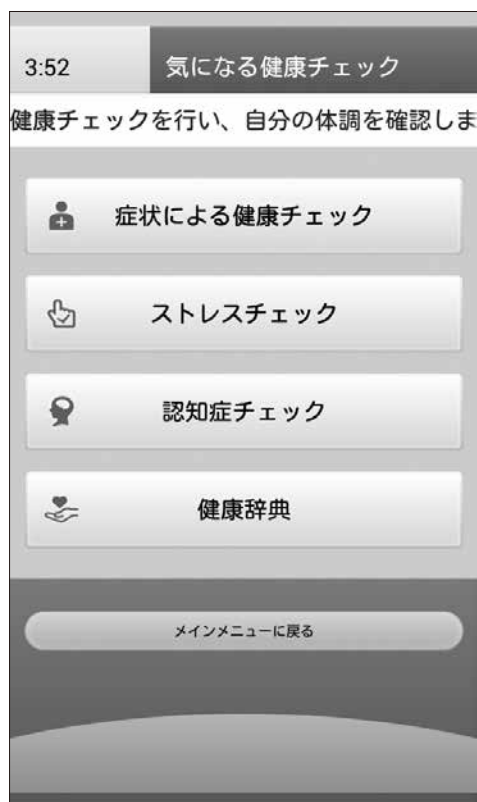 3:52
気になる健康チェック
健康チェックを行い、自分の体調を確認しま
症状による健康チェック
ストレスチェック
認知症チェック
健康辞典
メインメニューに戻る